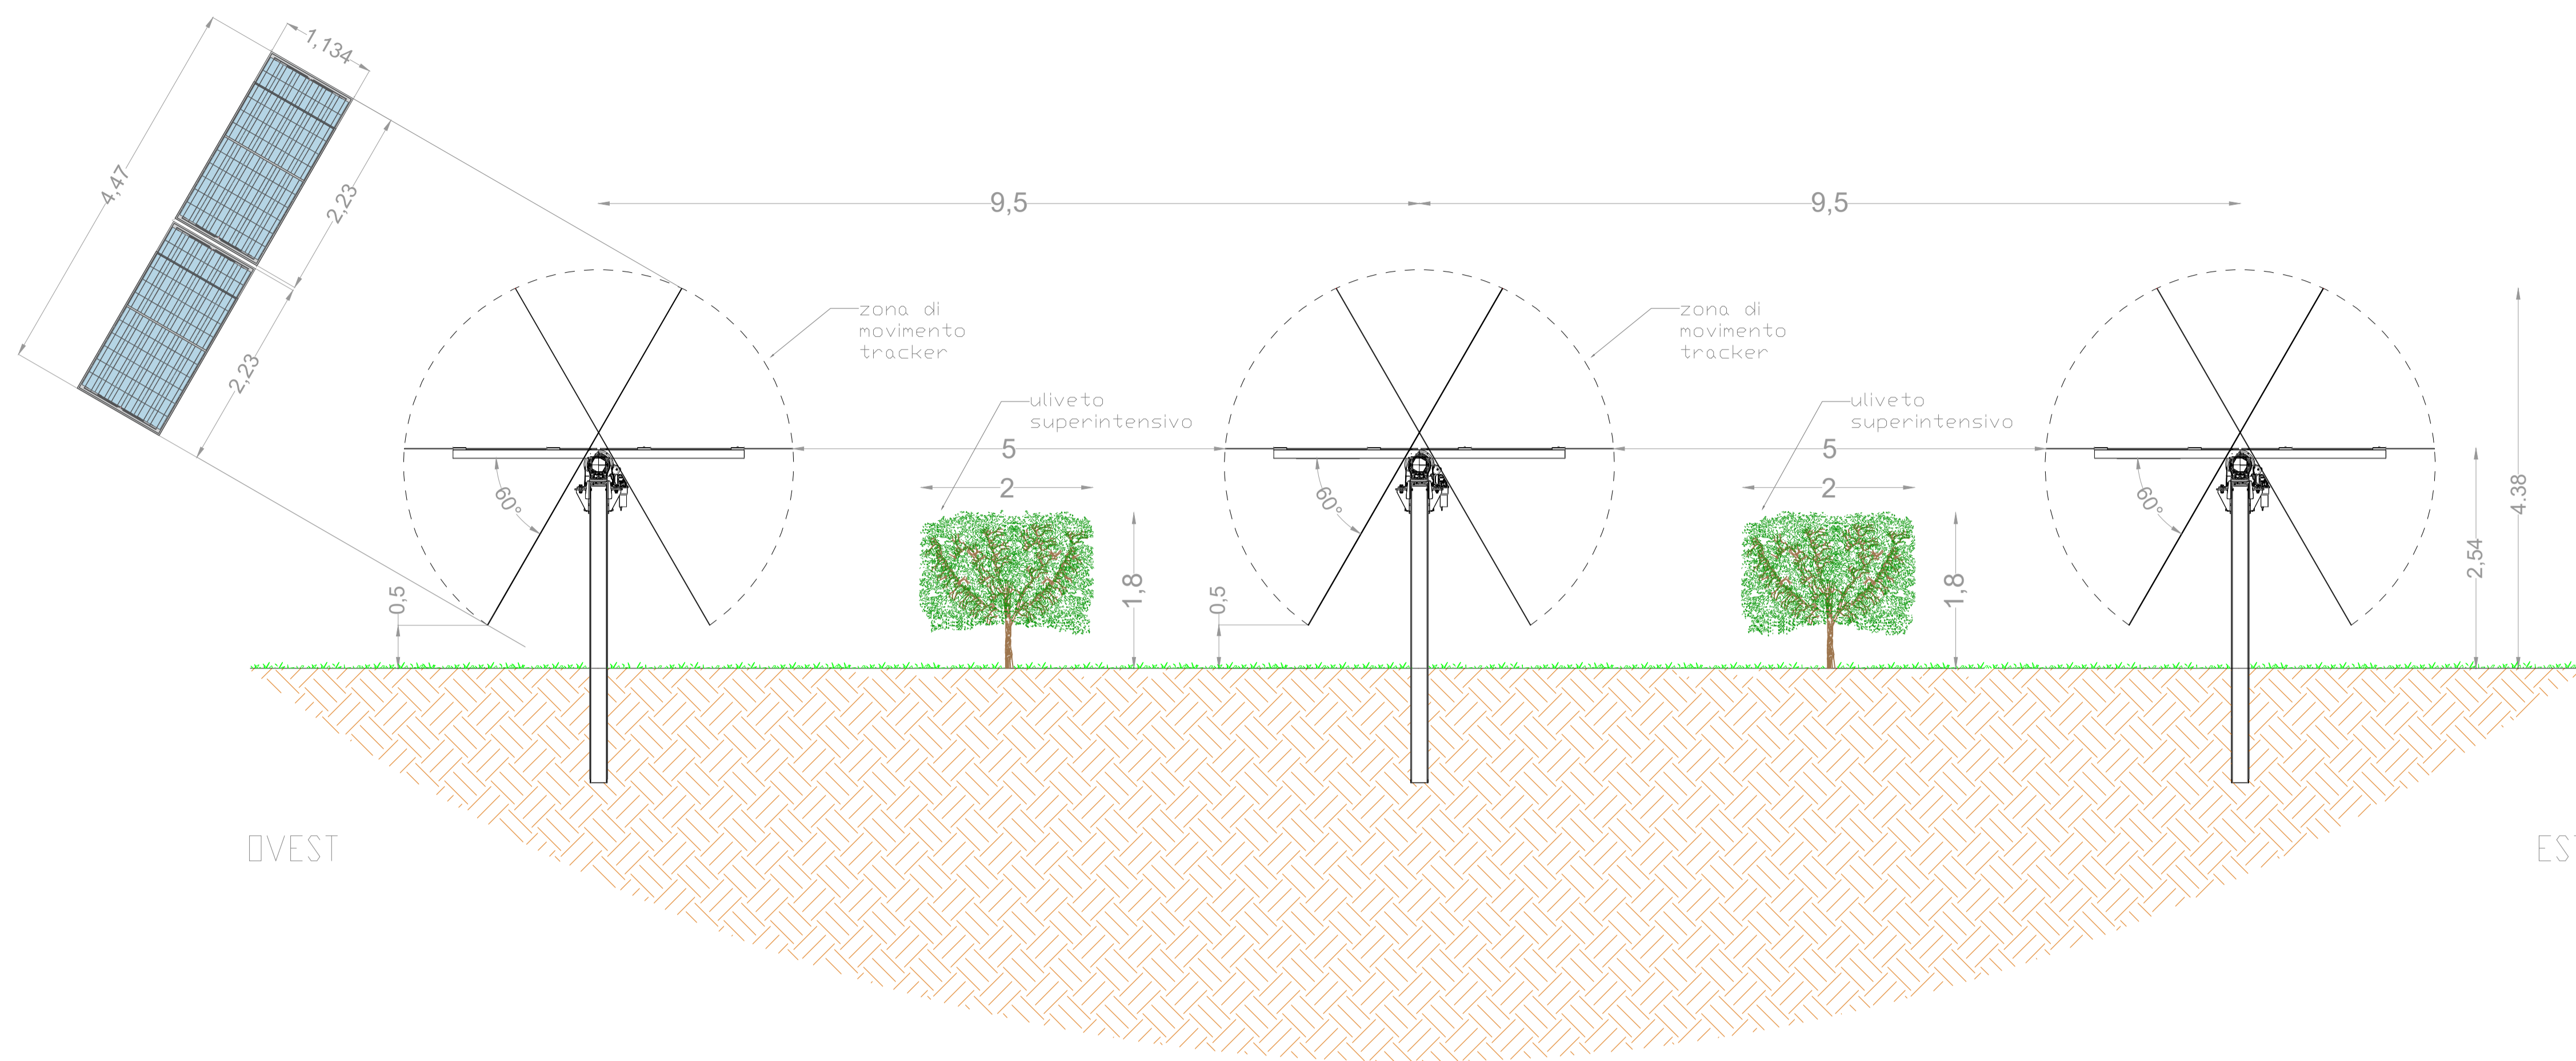 1,134
4,47
2,23
2,23
9,5
9,5
zona di
movimento
tracker
zona di
movimento
tracker
uliveto
superintensivo
uliveto
superintensivo
5
5
2
2
60°
60°
60°
4.38
2,54
1,8
1,8
0,5
0,5
OVEST
ES